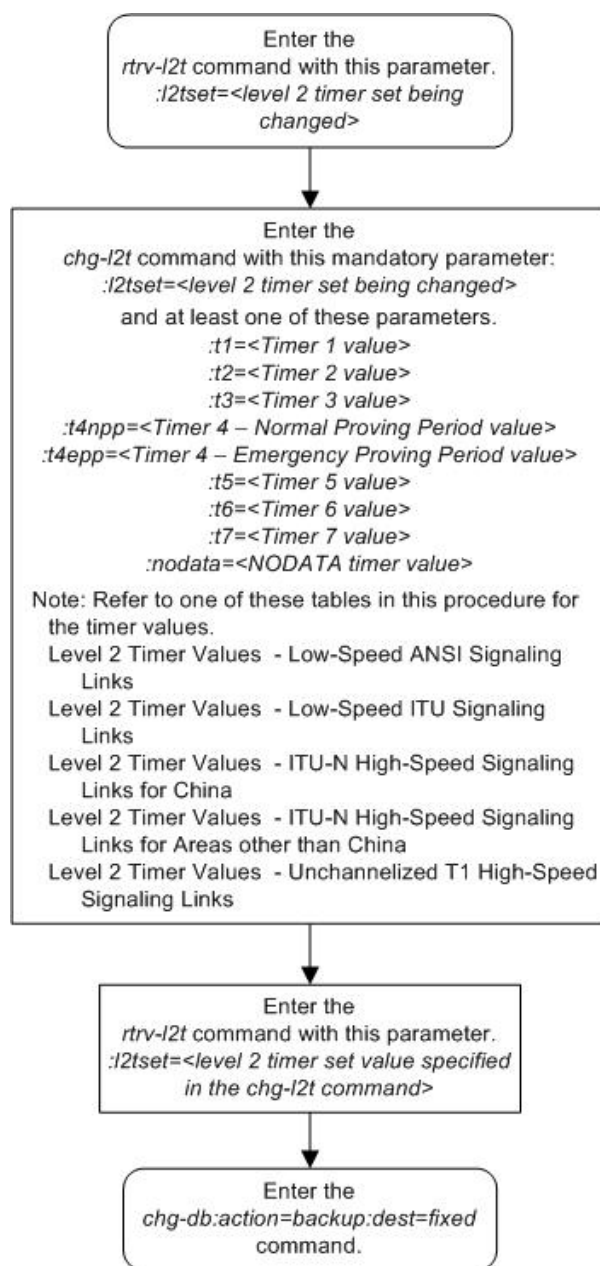 Enter the
rtrv-l2t command with this parameter.
:l2tset=<level 2 timer set being
changed>
Enter the
chg-l2t command with this mandatory parameter:
:l2tset=<level 2 timer set being changed>
and at least one of these parameters.
:t1=<Timer 1 value>
:t2=<Timer 2 value>
:t3=<Timer 3 value>
:t4npp=<Timer 4 – Normal Proving Period value>
:t4epp=<Timer 4 – Emergency Proving Period value>
:t5=<Timer 5 value>
:t6=<Timer 6 value>
:t7=<Timer 7 value>
:nodata=<NODATA timer value>
Note: Refer to one of these tables in this procedure for
the timer values.
Level 2 Timer Values - Low-Speed ANSI Signaling
Links
Level 2 Timer Values - Low-Speed ITU Signaling
Links
Level 2 Timer Values - ITU-N High-Speed Signaling
Links for China
Level 2 Timer Values - ITU-N High-Speed Signaling
Links for Areas other than China
Level 2 Timer Values - Unchannelized T1 High-Speed
Signaling Links
Enter the
rtrv-l2t command with this parameter.
:l2tset=<level 2 timer set value specified
in the chg-l2t command>
Enter the
chg-db:action=backup:dest=fixed
command.